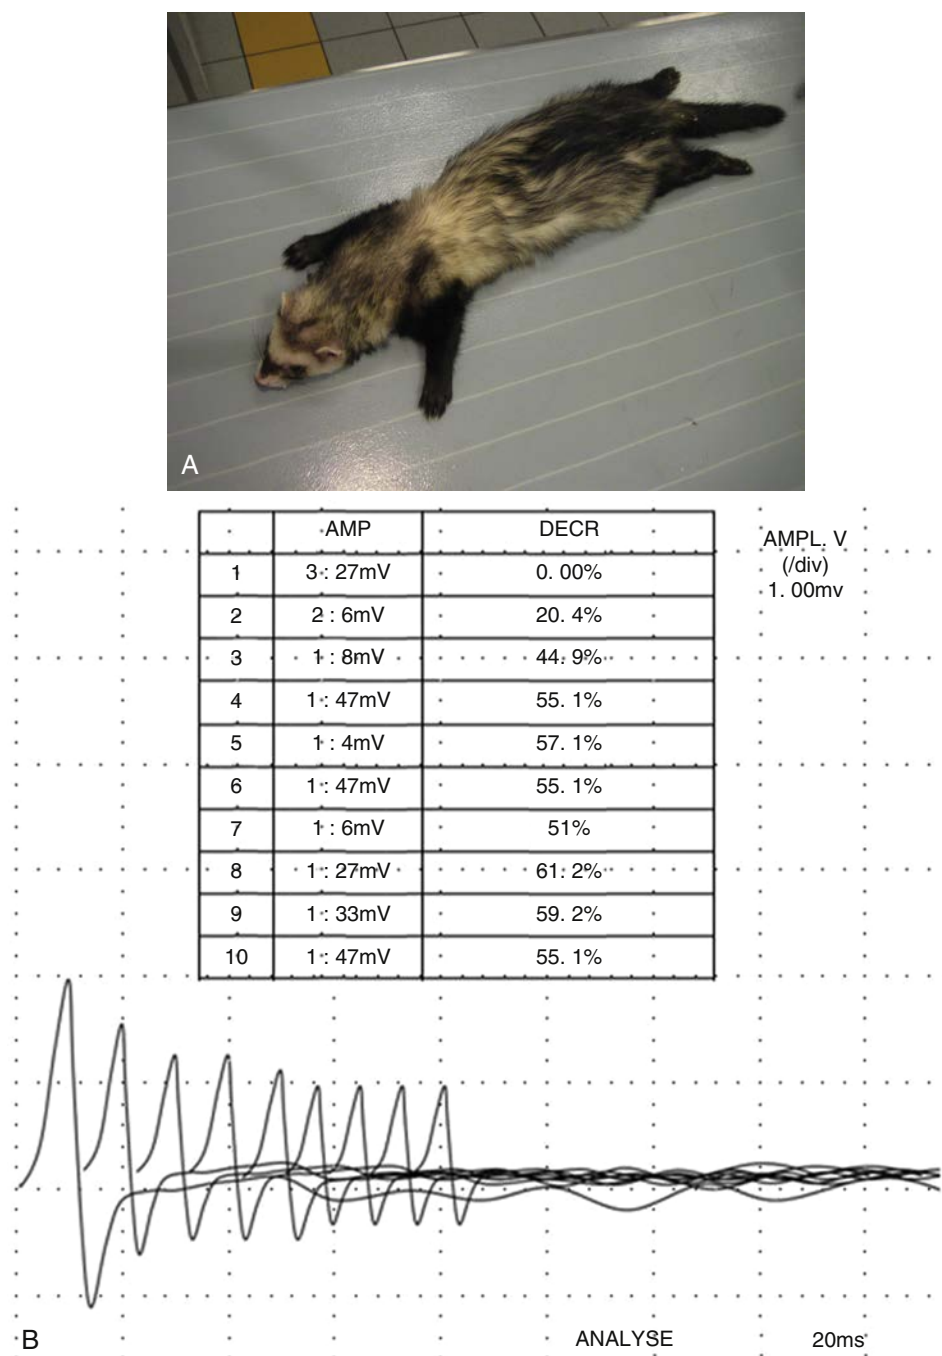 A
AMP DECR
1 3 : 27mV 0. 00%
2 2 : 6mV 20. 4%
3 1 : 8mV 44. 9%
4 1 : 47mV 55. 1%
5 1 : 4mV 57. 1%
6 1 : 47mV 55. 1%
7 1 : 6mV 51%
8 1 : 27mV 61. 2%
9 1 : 33mV 59. 2%
10 1 : 47mV 55. 1%
AMPL. V
(/div)
1. 00mv
B ANALYSE 20ms